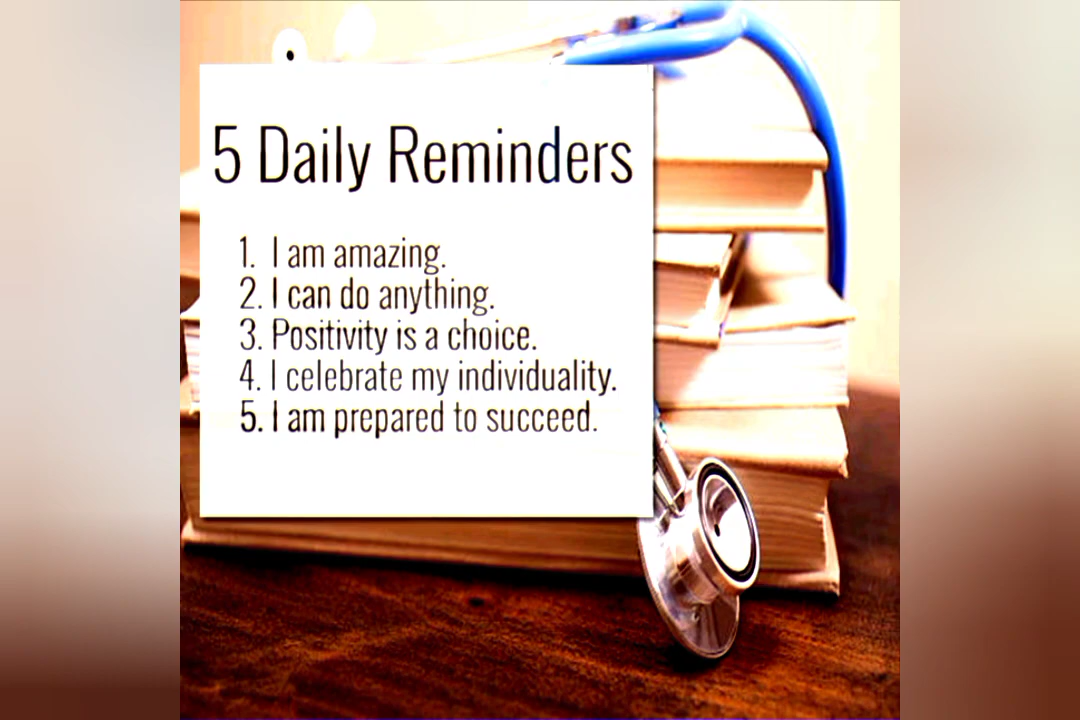 5 Daily Reminders
1. I am amazing.
2. I can do anything.
3. Positivity is a choice.
4. I celebrate my individuality.
5. I am prepared to succeed.